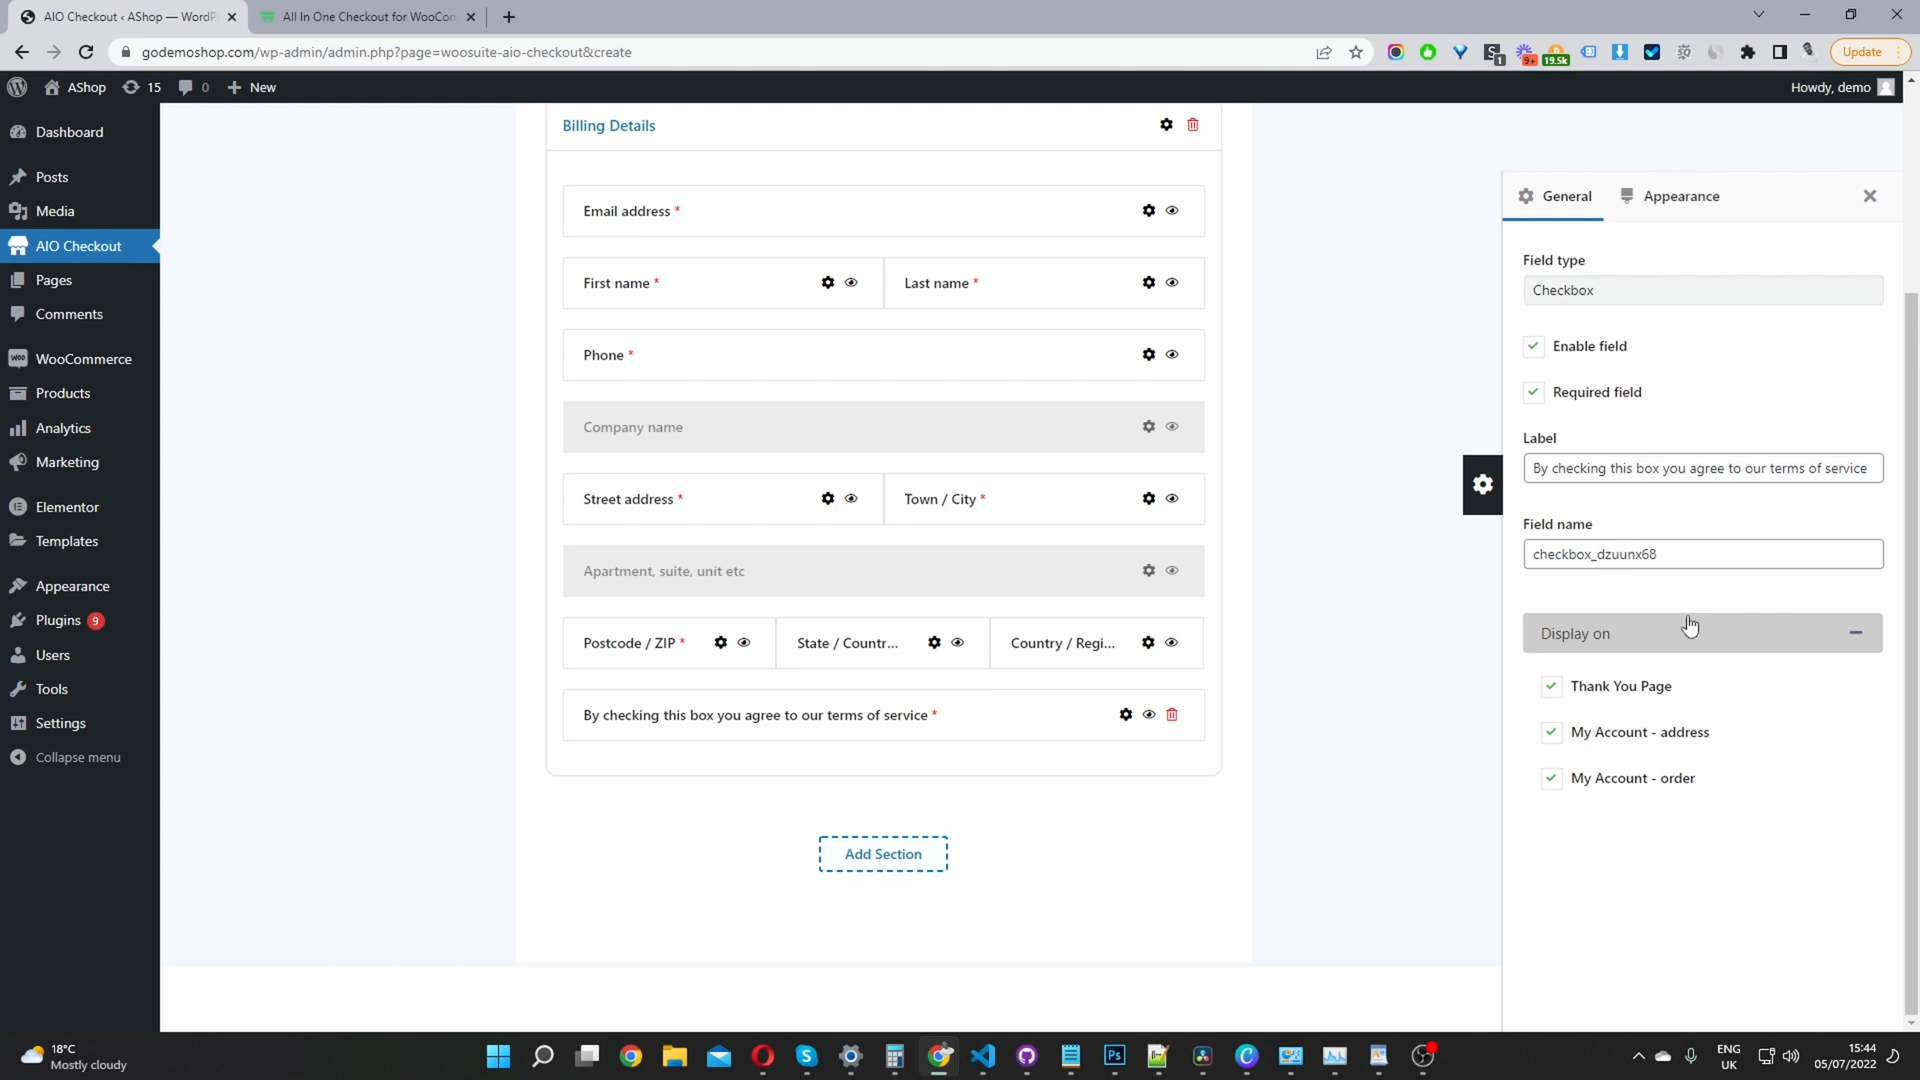 AIO Checkout ‹ AShop — WordP
All In One Checkout for WooCom
godemoshop.com/wp-admin/admin.php?page=woosuite-aio-checkout&create
1
9+
19.5k
Update
AShop
15
0
New
Howdy, demo
Dashboard
Posts
Media
AIO Checkout
Pages
Comments
WooCommerce
Products
Analytics
Marketing
Elementor
Templates
Appearance
Plugins 9
Users
Tools
Settings
Collapse menu
Billing Details
Email address *
First name *
Last name *
Phone *
Company name
Street address *
Town / City *
Apartment, suite, unit etc
Postcode / ZIP *
State / Countr...
Country / Regi...
By checking this box you agree to our terms of service *
Add Section
General
Appearance
Field type
Checkbox
Enable field
Required field
Label
By checking this box you agree to our terms of service
Field name
checkbox_dzuunx68
Display on
Thank You Page
My Account - address
My Account - order
18°C
Mostly cloudy
ENG
UK
15:44
05/07/2022